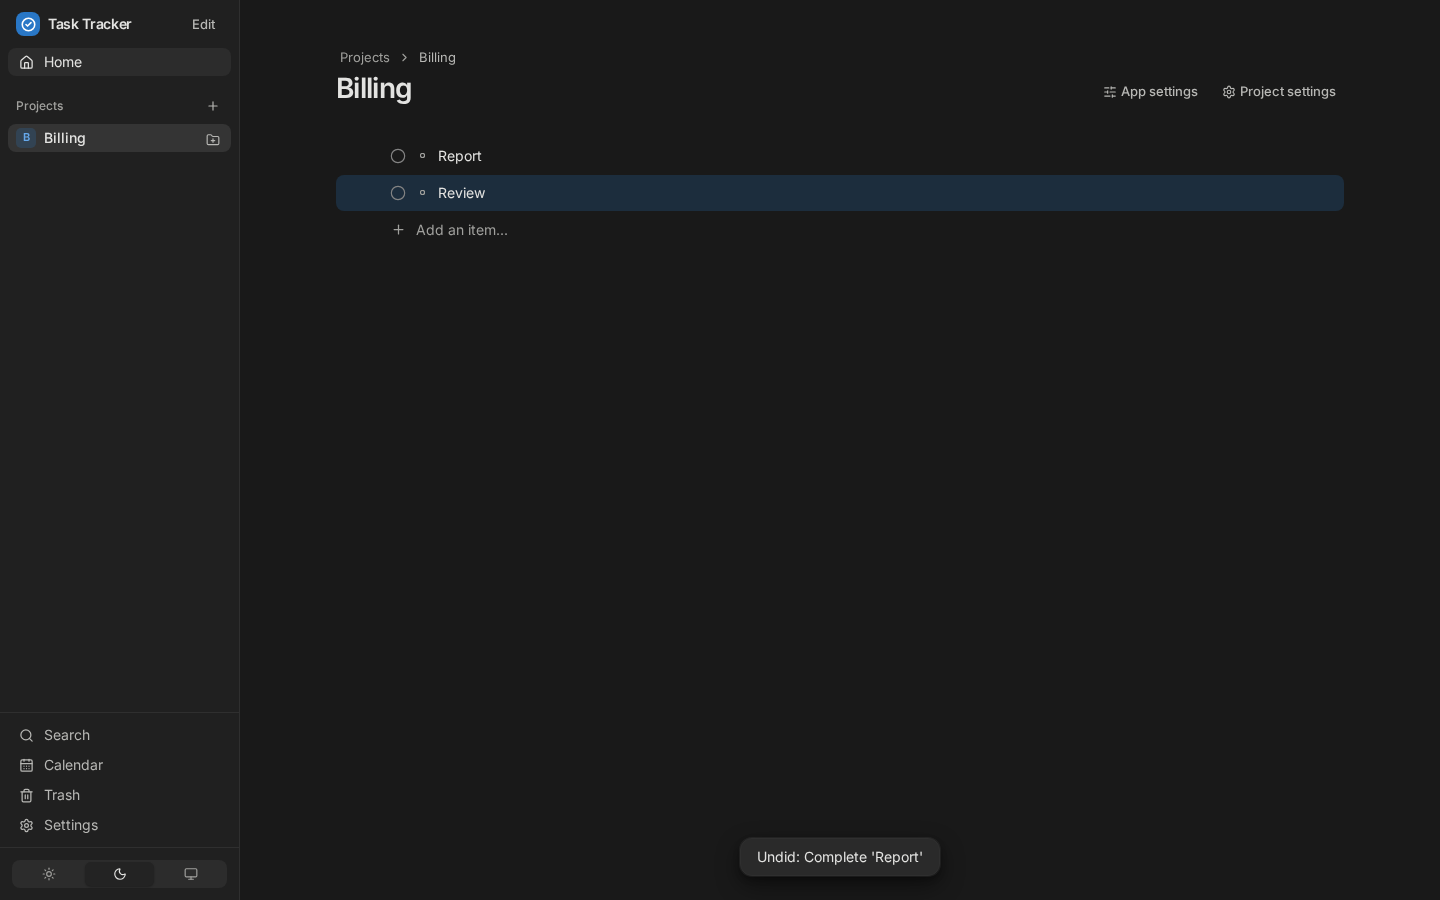 Task Tracker
Edit
Home
Projects
B
Billing
Search
Calendar
Trash
Settings
Projects
Billing
Billing
App settings
Project settings
Report
Review
Add an item...
Undid: Complete 'Report'